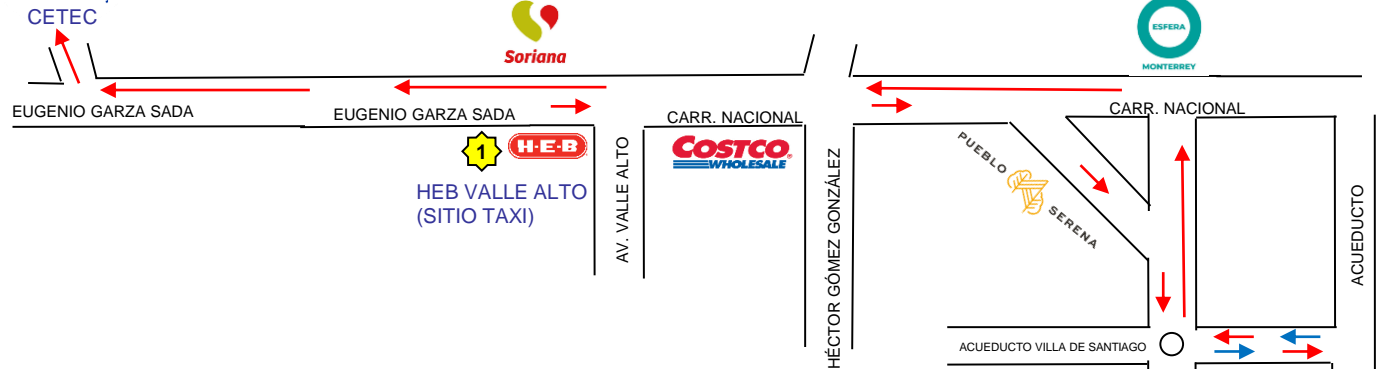 CETEC
Soriana
ESFERA
MONTERREY
EUGENIO GARZA SADA
EUGENIO GARZA SADA
CARR. NACIONAL
CARR. NACIONAL
1
H-E-B
COSTCO
WHOLESALE
PUEBLO
SERENA
HEB VALLE ALTO
(SITIO TAXI)
AV. VALLE ALTO
HÉCTOR GÓMEZ GONZÁLEZ
ACUEDUCTO
ACUEDUCTO VILLA DE SANTIAGO